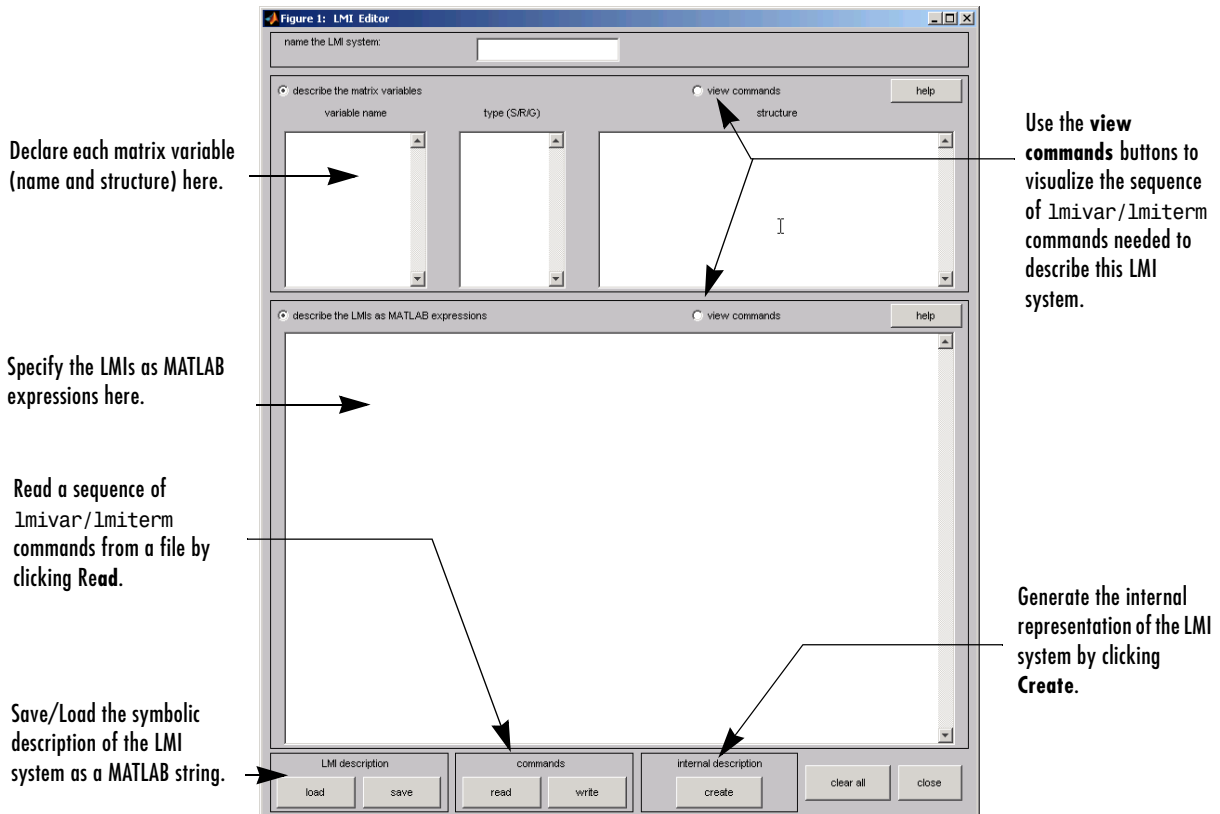 Figure 1: LMI Editor
name the LMI system:
describe the matrix variables
view commands
help
variable name
type (S/R/G)
structure
Declare each matrix variable
(name and structure) here.
Use the view
commands buttons to
visualize the sequence
of lmivar/lmiterm
commands needed to
describe this LMI
system.
describe the LMIs as MATLAB expressions
view commands
help
Specify the LMIs as MATLAB
expressions here.
Read a sequence of
lmivar/lmiterm
commands from a file by
clicking Read.
Generate the internal
representation of the LMI
system by clicking
Create.
Save/Load the symbolic
description of the LMI
system as a MATLAB string.
LMI description
load
save
commands
read
write
internal description
create
clear all
close